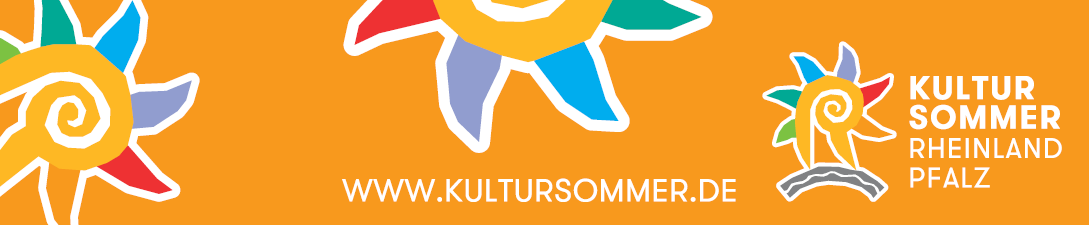 WWW.KULTURSOMMER.DE
KULTUR
SOMMER
RHEINLAND
PFALZ